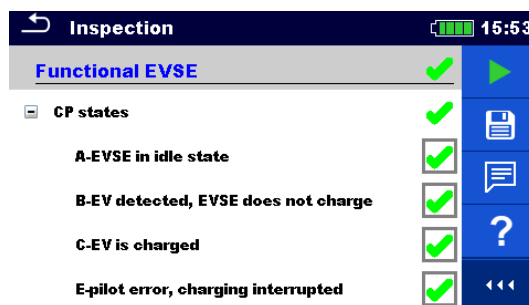 Inspection 15:53
Functional EVSE
CP states
A-EVSE in idle state
B-EV detected, EVSE does not charge
C-EV is charged
E-pilot error, charging interrupted
?